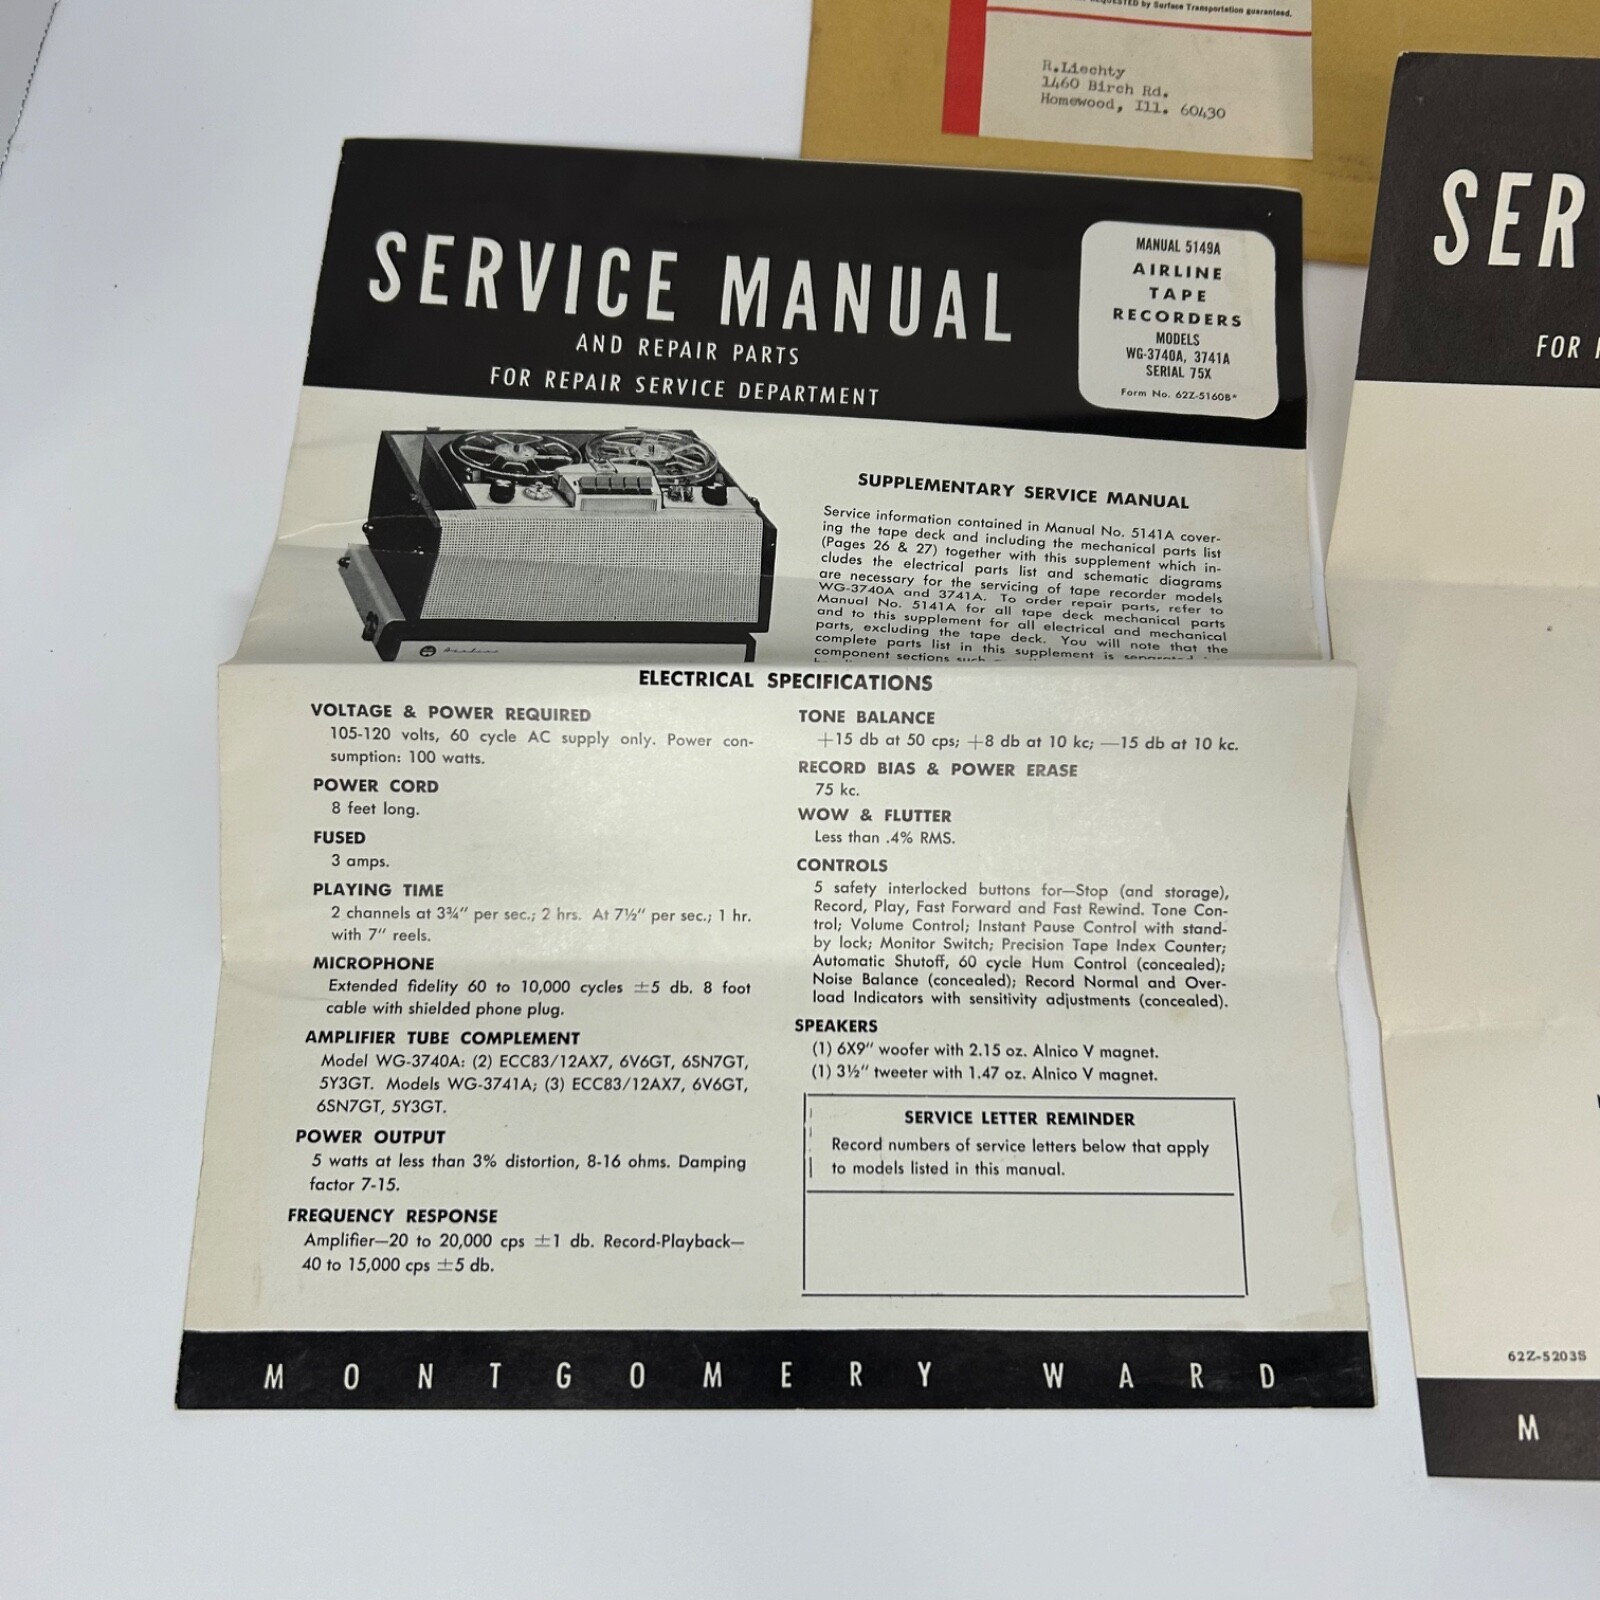 REQUESTED by Surface Transportation guaranteed.
R.Liechty
1460 Birch Rd.
Homewood, Ill. 60430
SERVICE MANUAL
AND REPAIR PARTS
FOR REPAIR SERVICE DEPARTMENT
MANUAL 5149A
AIRLINE
TAPE
RECORDERS
MODELS
WG-3740A, 3741A
SERIAL 75X
Form No. 62Z-5160B*
SUPPLEMENTARY SERVICE MANUAL
Service information contained in Manual No. 5141A cover-
ing the tape deck and including the mechanical parts list
(Pages 26 & 27) together with this supplement which in-
cludes the electrical parts list and schematic diagrams
are necessary for the servicing of tape recorder models
WG-3740A and 3741A. To order repair parts, refer to
Manual No. 5141A for all tape deck mechanical parts
and to this supplement for all electrical and mechanical
parts, excluding the tape deck. You will note that the
complete parts list in this supplement is separated
component sections such
Airline
ELECTRICAL SPECIFICATIONS
VOLTAGE & POWER REQUIRED
105-120 volts, 60 cycle AC supply only. Power con-
sumption: 100 watts.
POWER CORD
8 feet long.
FUSED
3 amps.
PLAYING TIME
2 channels at 3¾" per sec.; 2 hrs. At 7½" per sec.; 1 hr.
with 7" reels.
MICROPHONE
Extended fidelity 60 to 10,000 cycles ±5 db. 8 foot
cable with shielded phone plug.
AMPLIFIER TUBE COMPLEMENT
Model WG-3740A: (2) ECC83/12AX7, 6V6GT, 6SN7GT,
5Y3GT. Models WG-3741A; (3) ECC83/12AX7, 6V6GT,
6SN7GT, 5Y3GT.
POWER OUTPUT
5 watts at less than 3% distortion, 8-16 ohms. Damping
factor 7-15.
FREQUENCY RESPONSE
Amplifier—20 to 20,000 cps ±1 db. Record-Playback—
40 to 15,000 cps ±5 db.
TONE BALANCE
+15 db at 50 cps; +8 db at 10 kc; —15 db at 10 kc.
RECORD BIAS & POWER ERASE
75 kc.
WOW & FLUTTER
Less than .4% RMS.
CONTROLS
5 safety interlocked buttons for—Stop (and storage),
Record, Play, Fast Forward and Fast Rewind. Tone Con-
trol; Volume Control; Instant Pause Control with stand-
by lock; Monitor Switch; Precision Tape Index Counter;
Automatic Shutoff, 60 cycle Hum Control (concealed);
Noise Balance (concealed); Record Normal and Over-
load Indicators with sensitivity adjustments (concealed).
SPEAKERS
(1) 6X9" woofer with 2.15 oz. Alnico V magnet.
(1) 3½" tweeter with 1.47 oz. Alnico V magnet.
SERVICE LETTER REMINDER
Record numbers of service letters below that apply
to models listed in this manual.
MONTGOMERY WARD
SER
FOR
62Z-5203S
M